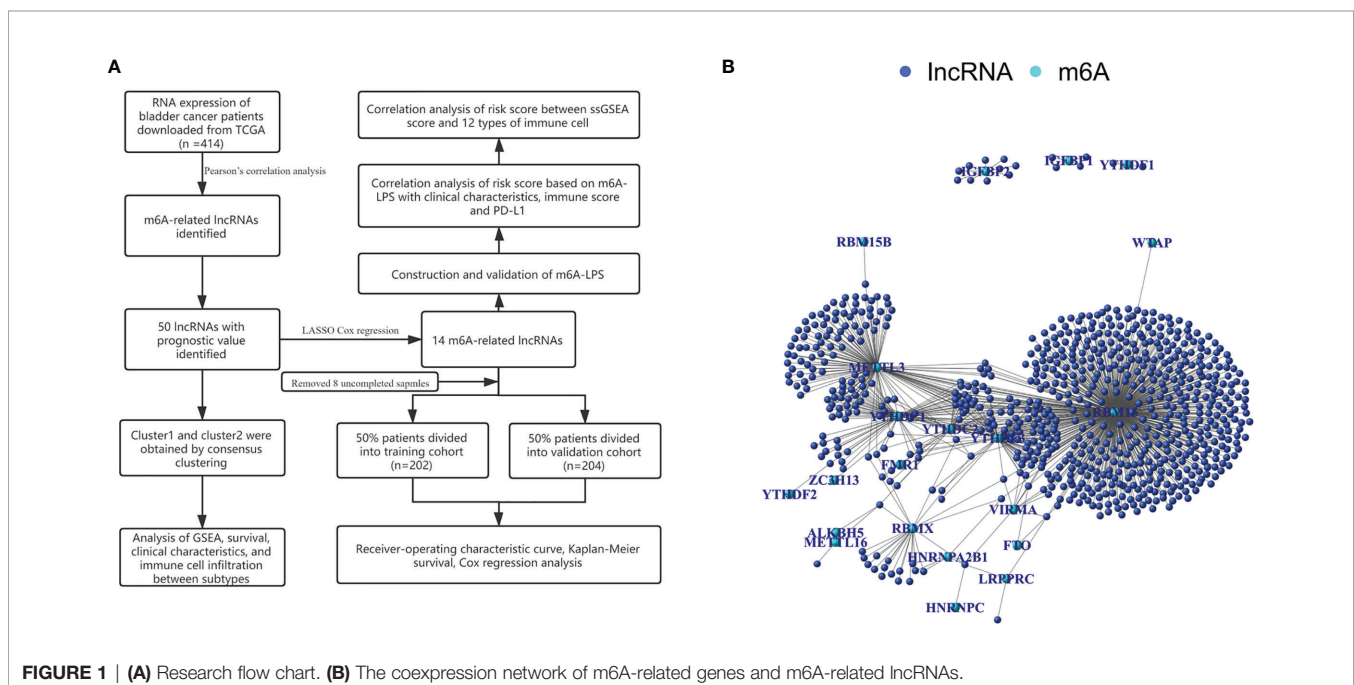 A
RNA expression of
bladder cancer patients
downloaded from TCGA
(n =414)
Pearson's correlation analysis
m6A-related lncRNAs
identified
50 lncRNAs with
prognostic value
identified
LASSO Cox regression
Cluster1 and cluster2 were
obtained by consensus
clustering
Analysis of GSEA, survival,
clinical characteristics, and
immune cell infiltration
between subtypes
Correlation analysis of risk score between ssGSEA
score and 12 types of immune cell
Correlation analysis of risk score based on m6A-
LPS with clinical characteristics, immune score
and PD-L1
Construction and validation of m6A-LPS
14 m6A-related lncRNAs
Removed 8 uncompleted sapmles
50% patients divided
into training cohort
(n=202)
50% patients divided
into validation cohort
(n=204)
Receiver-operating characteristic curve, Kaplan-Meier
survival, Cox regression analysis
B
lncRNA m6A
IGFBP2
IGFBP1
YTHDF1
RBM15B
WTAP
METTL3
YTHDC2
FMR1
ZC3H13
YTHDF2
VIRMA
ALKBH5
METTL16
RBMX
HNRNPA2B1
FTO
LRPPRC
HNRNPC
FIGURE 1 | (A) Research flow chart. (B) The coexpression network of m6A-related genes and m6A-related lncRNAs.